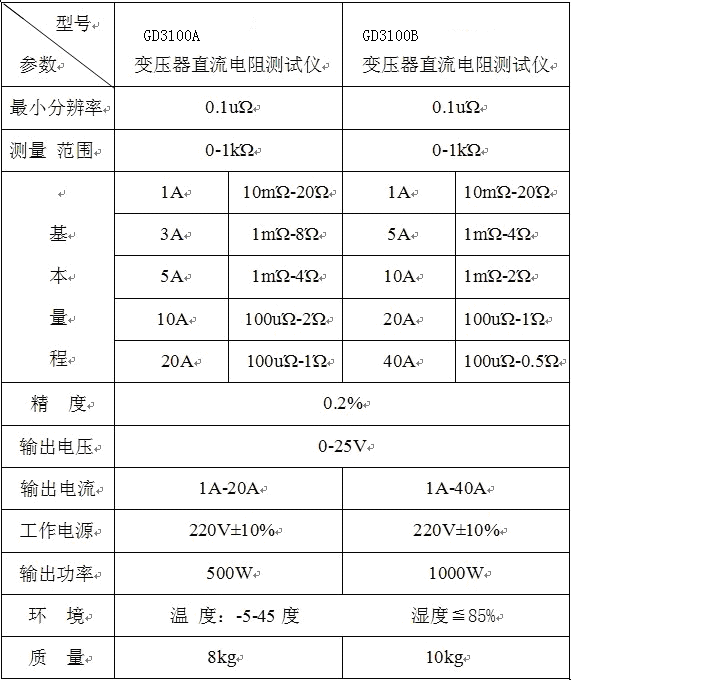 型号
参数
GD3100A
变压器直流电阻测试仪
GD3100B
变压器直流电阻测试仪
最小分辨率 0.1uΩ 0.1uΩ
测量 范围 0-1kΩ 0-1kΩ
基本量程
1A 10mΩ-20Ω 1A 10mΩ-20Ω
3A 1mΩ-8Ω 5A 1mΩ-4Ω
5A 1mΩ-4Ω 10A 1mΩ-2Ω
10A 100uΩ-2Ω 20A 100uΩ-1Ω
20A 100uΩ-1Ω 40A 100uΩ-0.5Ω
精 度 0.2%
输出电压 0-25V
输出电流 1A-20A 1A-40A
工作电源 220V±10% 220V±10%
输出功率 500W 1000W
环 境 温 度：-5-45 度 湿度≦85%
质 量 8kg 10kg